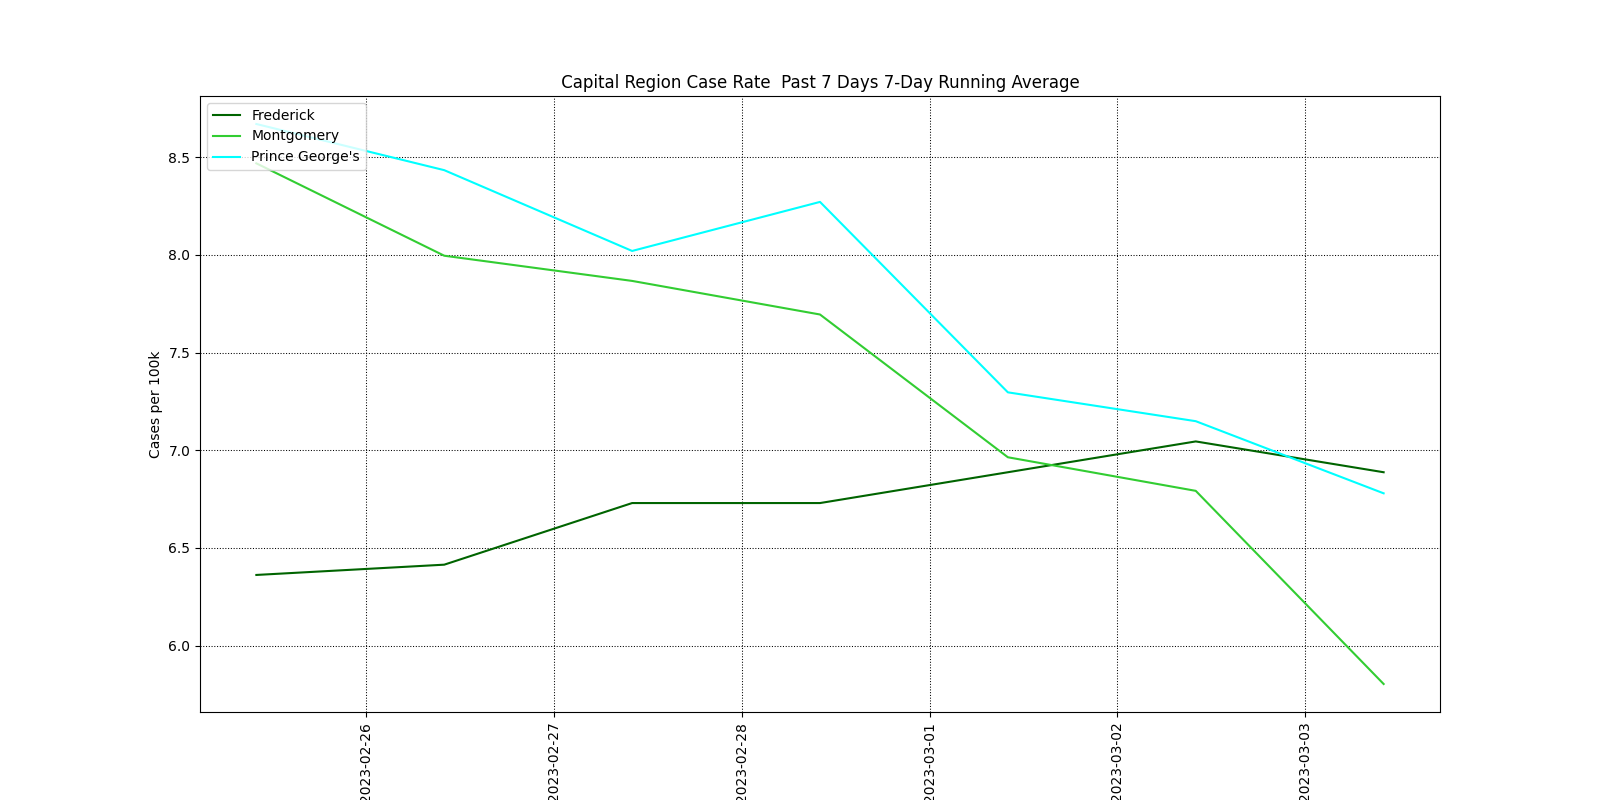 Capital Region Case Rate  Past 7 Days 7-Day Running Average
Frederick
Montgomery
Prince George's
Cases per 100k
8.5
8.0
7.5
7.0
6.5
6.0
2023-02-26
2023-02-27
2023-02-28
2023-03-01
2023-03-02
2023-03-03